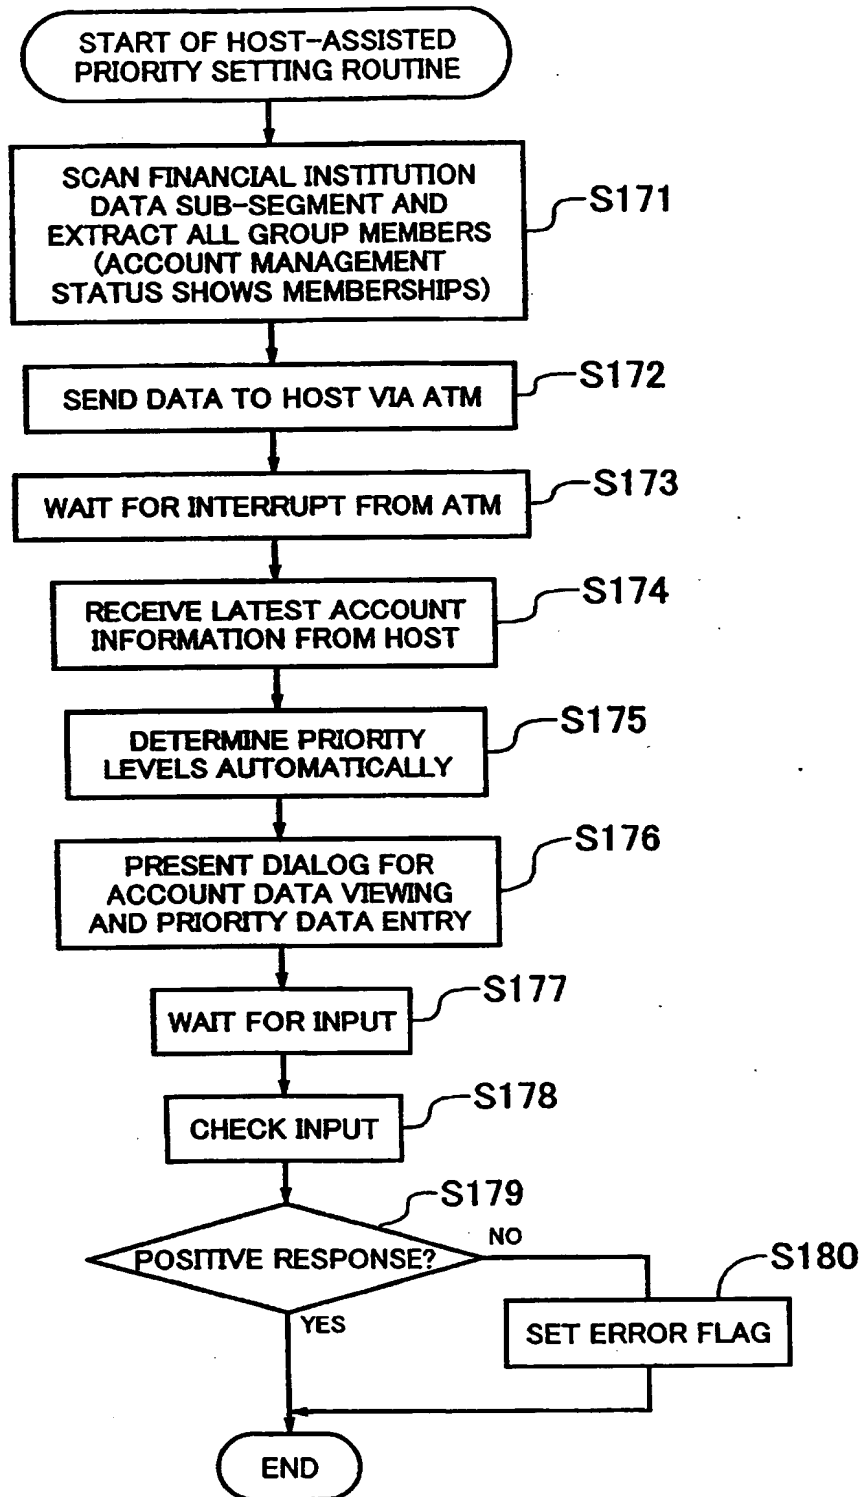 START OF HOST-ASSISTED
PRIORITY SETTING ROUTINE
SCAN FINANCIAL INSTITUTION
DATA SUB-SEGMENT AND
EXTRACT ALL GROUP MEMBERS
(ACCOUNT MANAGEMENT
STATUS SHOWS MEMBERSHIPS)
S171
SEND DATA TO HOST VIA ATM
S172
WAIT FOR INTERRUPT FROM ATM
S173
RECEIVE LATEST ACCOUNT
INFORMATION FROM HOST
S174
DETERMINE PRIORITY
LEVELS AUTOMATICALLY
S175
PRESENT DIALOG FOR
ACCOUNT DATA VIEWING
AND PRIORITY DATA ENTRY
S176
WAIT FOR INPUT
S177
CHECK INPUT
S178
POSITIVE RESPONSE?
S179
NO
YES
SET ERROR FLAG
S180
END